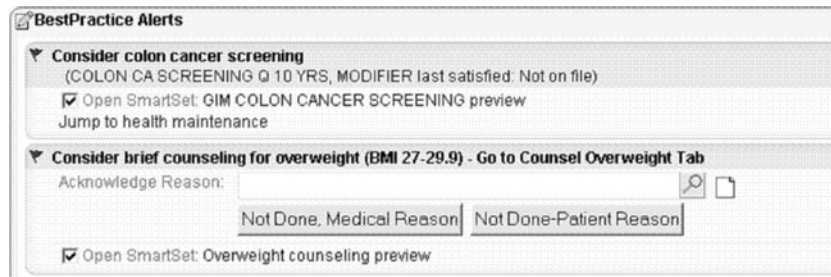 BestPractice Alerts
Consider colon cancer screening
(COLON CA SCREENING Q 10 YRS, MODIFIER last satisfied: Not on file)
Open SmartSet: GIM COLON CANCER SCREENING preview
Jump to health maintenance
Consider brief counseling for overweight (BMI 27-29.9) - Go to Counsel Overweight Tab
Acknowledge Reason:
Not Done, Medical Reason Not Done-Patient Reason
Open SmartSet: Overweight counseling preview